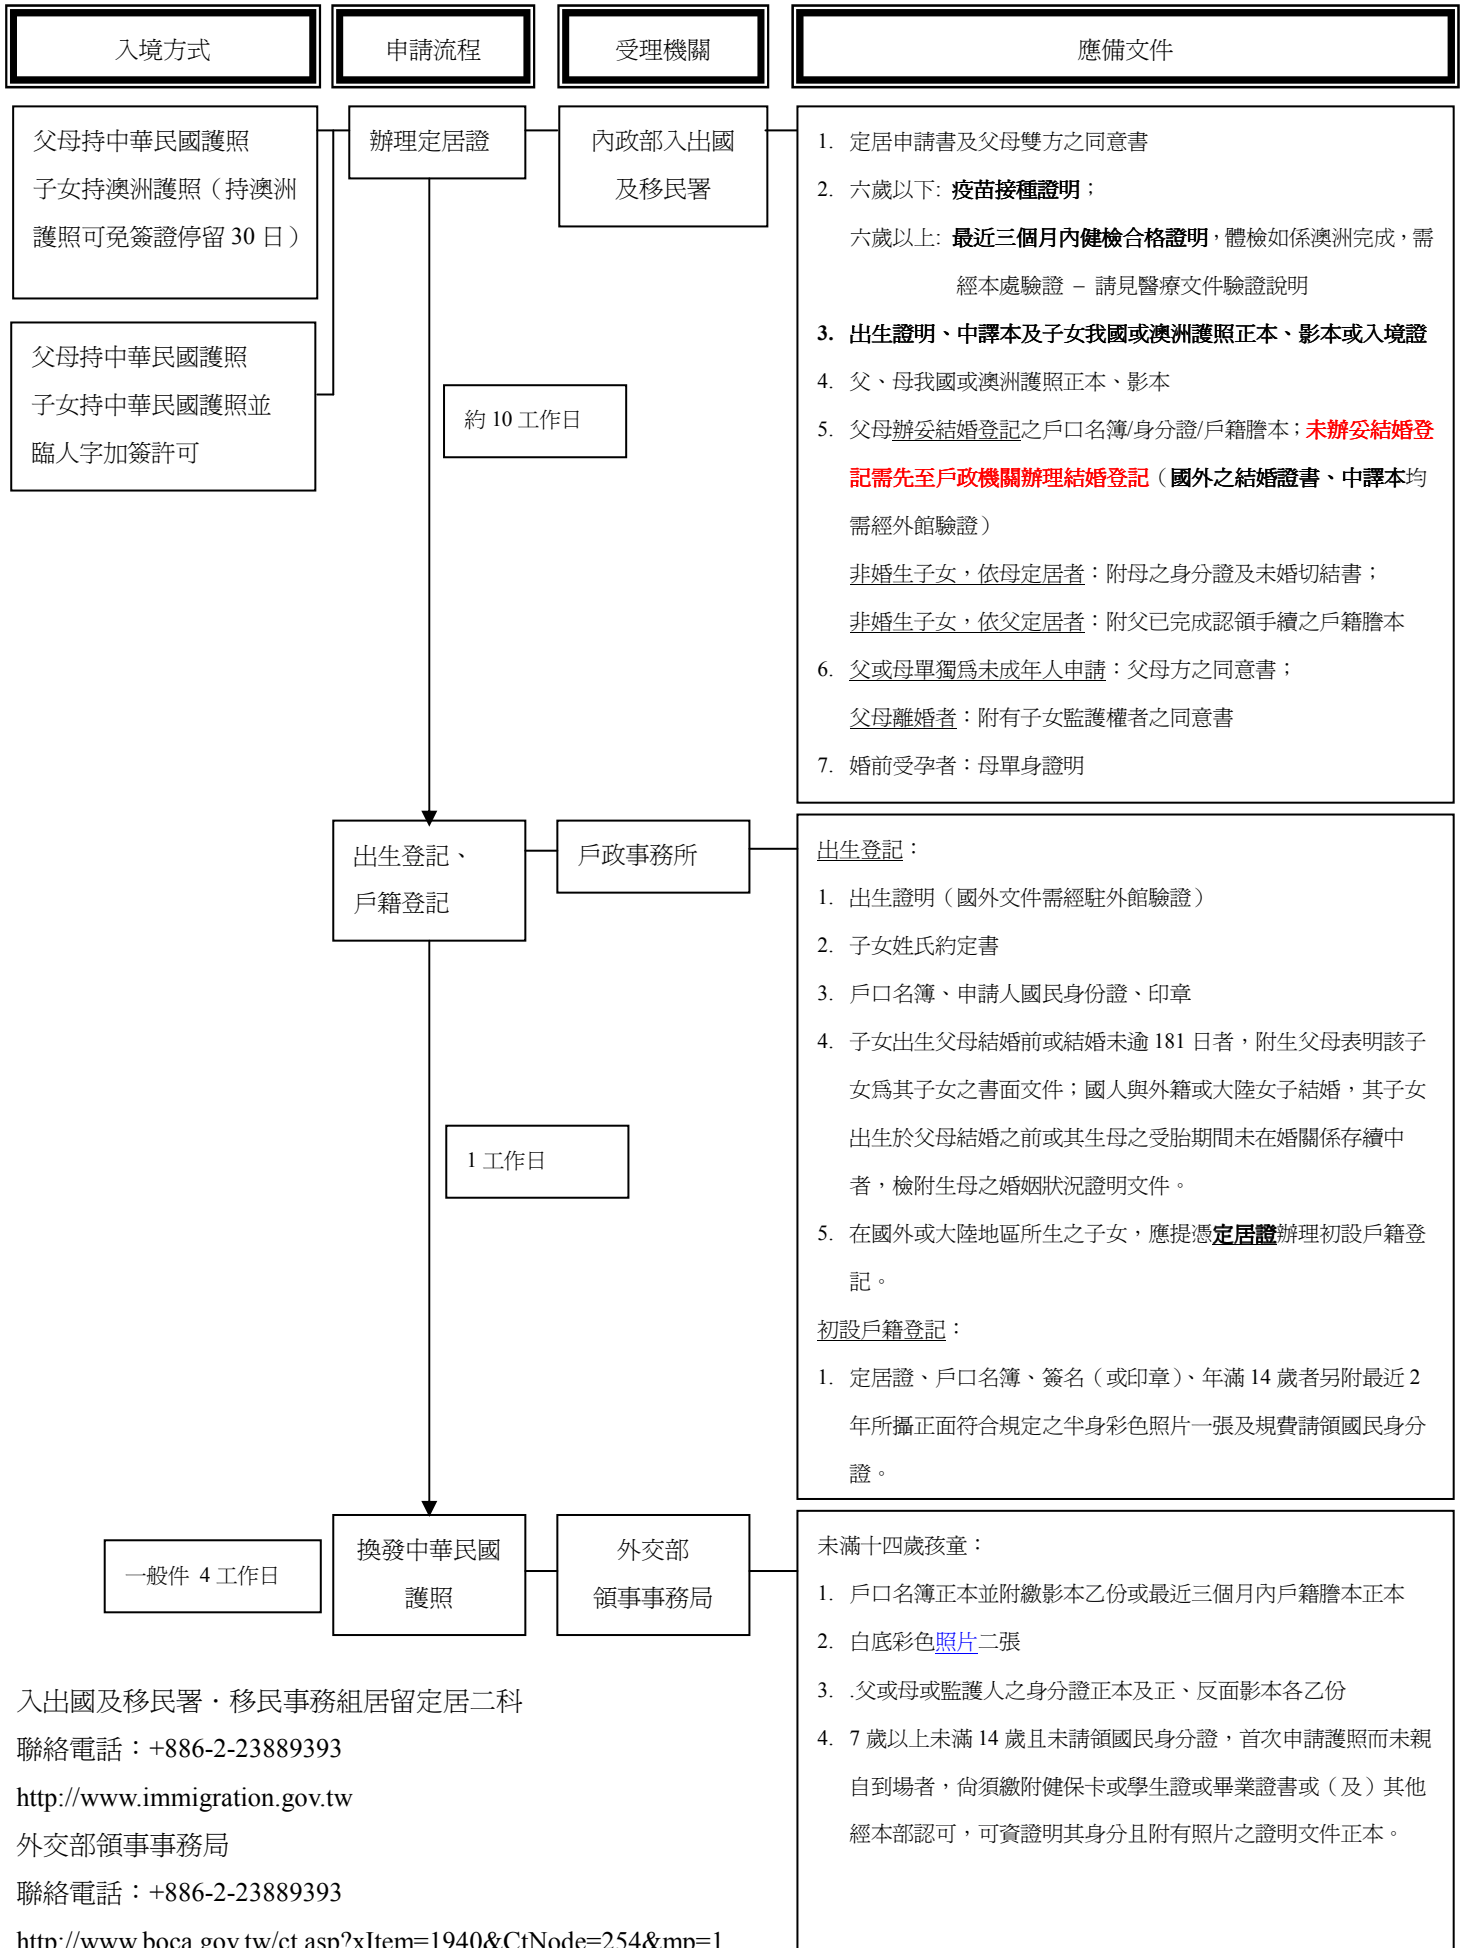 入境方式
申請流程
受理機關
應備文件
父母持中華民國護照
子女持澳洲護照（持澳洲
護照可免簽證停留 30 日）
父母持中華民國護照
子女持中華民國護照並
臨人字加簽許可
辦理定居證
內政部入出國
及移民署
1. 定居申請書及父母雙方之同意書
2. 六歲以下: 疫苗接種證明；
六歲以上: 最近三個月內健檢合格證明，體檢如係澳洲完成，需
經本處驗證 – 請見醫療文件驗證說明
3. 出生證明、中譯本及子女我國或澳洲護照正本、影本或入境證
4. 父、母我國或澳洲護照正本、影本
5. 父母辦妥結婚登記之戶口名簿/身分證/戶籍謄本；未辦妥結婚登
記需先至戶政機關辦理結婚登記（國外之結婚證書、中譯本均
需經外館驗證）
非婚生子女，依母定居者：附母之身分證及未婚切結書；
非婚生子女，依父定居者：附父已完成認領手續之戶籍謄本
6. 父或母單獨爲未成年人申請：父母方之同意書；
父母離婚者：附有子女監護權者之同意書
7. 婚前受孕者：母單身證明
約 10 工作日
出生登記、
戶籍登記
戶政事務所
出生登記：
1. 出生證明（國外文件需經駐外館驗證）
2. 子女姓氏約定書
3. 戶口名簿、申請人國民身份證、印章
4. 子女出生父母結婚前或結婚未逾 181 日者，附生父母表明該子
女爲其子女之書面文件；國人與外籍或大陸女子結婚，其子女
出生於父母結婚之前或其生母之受胎期間未在婚關係存續中
者，檢附生母之婚姻狀況證明文件。
5. 在國外或大陸地區所生之子女，應提憑定居證辦理初設戶籍登
記。
初設戶籍登記：
1. 定居證、戶口名簿、簽名（或印章）、年滿 14 歲者另附最近 2
年所攝正面符合規定之半身彩色照片一張及規費請領國民身分
證。
1 工作日
一般件 4 工作日
換發中華民國
護照
外交部
領事事務局
未滿十四歲孩童：
1. 戶口名簿正本並附繳影本乙份或最近三個月內戶籍謄本正本
2. 白底彩色照片二張
3. .父或母或監護人之身分證正本及正、反面影本各乙份
4. 7 歲以上未滿 14 歲且未請領國民身分證，首次申請護照而未親
自到場者，尙須繳附健保卡或學生證或畢業證書或（及）其他
經本部認可，可資證明其身分且附有照片之證明文件正本。
入出國及移民署．移民事務組居留定居二科
聯絡電話：+886-2-23889393
http://www.immigration.gov.tw
外交部領事事務局
聯絡電話：+886-2-23889393
http://www.boca.gov.tw/ct.asp?xItem=1940&CtNode=254&mp=1